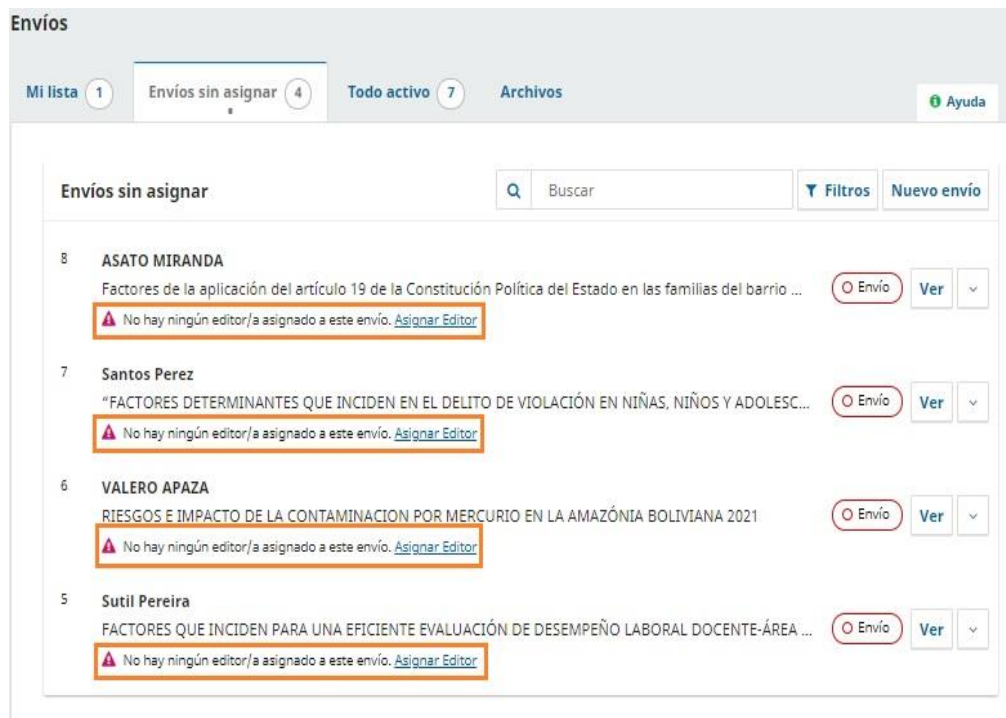 Envíos
Mi lista 1 Envíos sin asignar 4 Todo activo 7 Archivos
Ayuda
Envíos sin asignar Buscar Filtros Nuevo envío
8 ASATO MIRANDA
Factores de la aplicación del artículo 19 de la Constitución Política del Estado en las familias del barrio ... Envío Ver
No hay ningún editor/a asignado a este envío. Asignar Editor
7 Santos Perez
“FACTORES DETERMINANTES QUE INCIDEN EN EL DELITO DE VIOLACIÓN EN NIÑAS, NIÑOS Y ADOLESC... Envío Ver
No hay ningún editor/a asignado a este envío. Asignar Editor
6 VALERO APAZA
RIESGOS E IMPACTO DE LA CONTAMINACION POR MERCURIO EN LA AMAZÓNIA BOLIVIANA 2021 Envío Ver
No hay ningún editor/a asignado a este envío. Asignar Editor
5 Sutil Pereira
FACTORES QUE INCIDEN PARA UNA EFICIENTE EVALUACIÓN DE DESEMPEÑO LABORAL DOCENTE-ÁREA ... Envío Ver
No hay ningún editor/a asignado a este envío. Asignar Editor